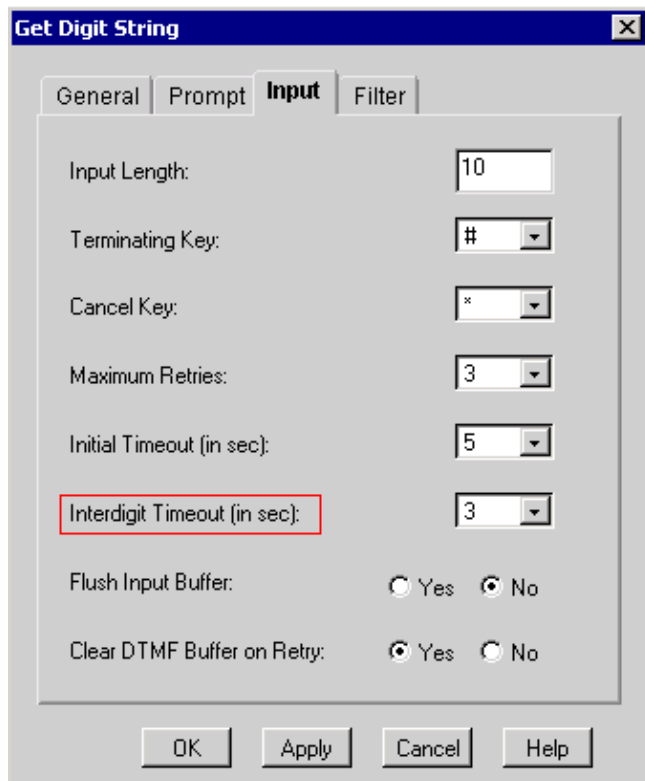 Get Digit String
General Prompt Input Filter
Input Length: 10
Terminating Key: #
Cancel Key: *
Maximum Retries: 3
Initial Timeout (in sec): 5
Interdigit Timeout (in sec): 3
Flush Input Buffer: Yes No
Clear DTMF Buffer on Retry: Yes No
OK Apply Cancel Help